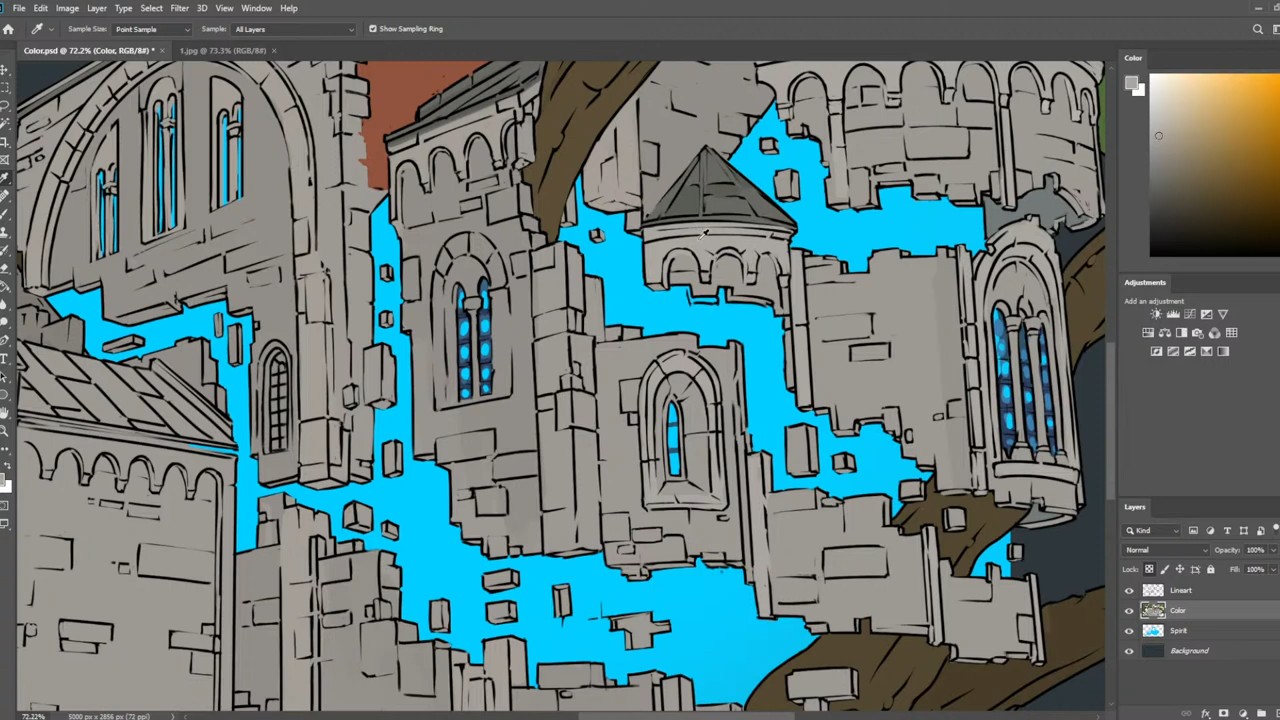 File Edit Image Layer Type Select Filter 3D View Window Help
Sample Size: Point Sample Sample: All Layers Show Sampling Ring
Color.psd @ 72.2% (Color, RGB/8#) * × 1.jpg @ 73.3% (RGB/8#) ×
Color
Adjustments
Add an adjustment
Layers
Kind
Normal Opacity: 100%
Lock: Fill: 100%
Lineart
Color
Spirit
Background
72.22% 5000 px x 2856 px (72 ppi)